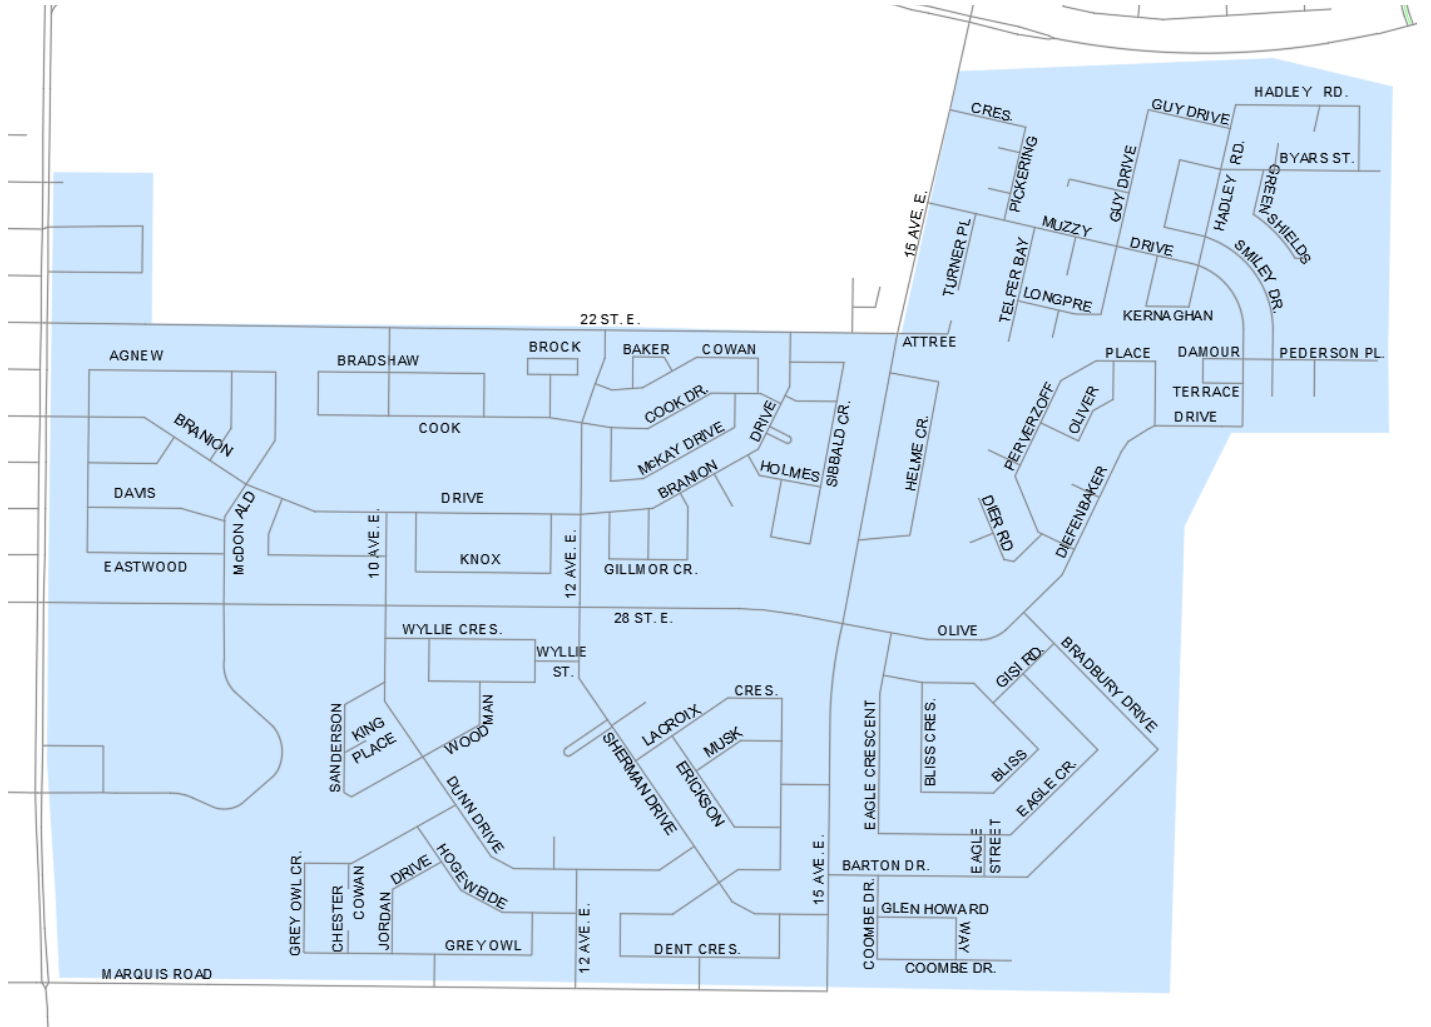 HADLEY RD.
CRES.
GUY DRIVE
PICKERING
GUY DRIVE
HADLEY RD.
BYARS ST.
GREEN SHIELDS
15 AVE. E.
TURNER PL
MUZZY DRIVE
TELFER BAY
LONGPRE
KERNAGHAN
SMILEY DR.
22 ST. E.
ATTREE
AGNEW
BRADSHAW
BROCK
BAKER
COWAN
PLACE
DAMOUR
PEDERSON PL.
TERRACE
DRIVE
BRANION
COOK
COOK DR.
McKAY DRIVE
DRIVE
BRANION
HOLMES
SIBBALD CR.
HELME CR.
PERVERZOFF
OLIVER
DIEFENBAKER
DIER RD
DAVIS
McDONALD
DRIVE
10 AVE. E.
KNOX
12 AVE. E.
GILLMOR CR.
EASTWOOD
28 ST. E.
OLIVE
WYLLIE CRES.
WYLLIE
ST.
GISI RD.
BRADBURY DRIVE
SANDERSON
KING
PLACE
WOODMAN
LACROIX
CRES.
MUSK
ERICKSON
SHERMAN DRIVE
EAGLE CRESCENT
BLISS CRES.
BLISS
EAGLE CR.
DUNN DRIVE
EAGLE
STREET
BARTON DR.
15 AVE. E.
GREY OWL CR.
CHESTER
COWAN
JORDAN
DRIVE
HOGEWEIDE
GREY OWL
12 AVE. E.
DENT CRES.
COOMBE DR.
GLEN HOWARD
WAY
COOMBE DR.
MARQUIS ROAD